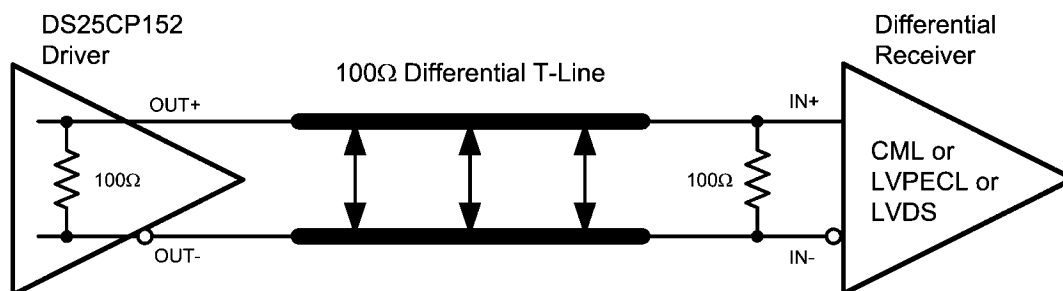 DS25CP152
Driver
Differential
Receiver
100Ω Differential T-Line
OUT+
IN+
100Ω
100Ω
CML or
LVPECL or
LVDS
OUT-
IN-